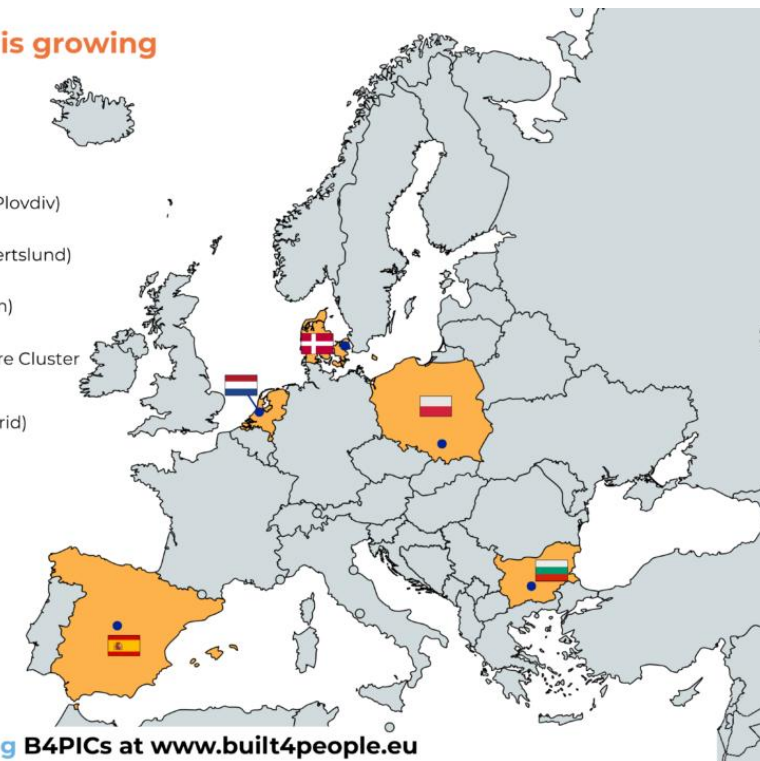 is growing
Plovdiv)
ertslund)
n)
re Cluster
rid)
g B4PICs at www.built4people.eu